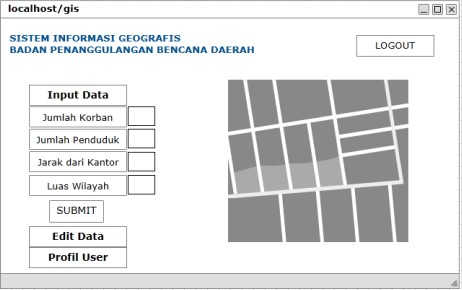 localhost/gis
SISTEM INFORMASI GEOGRAFIS
BADAN PENANGGULANGAN BENCANA DAERAH
LOGOUT
Input Data
Jumlah Korban
Jumlah Penduduk
Jarak dari Kantor
Luas Wilayah
SUBMIT
Edit Data
Profil User